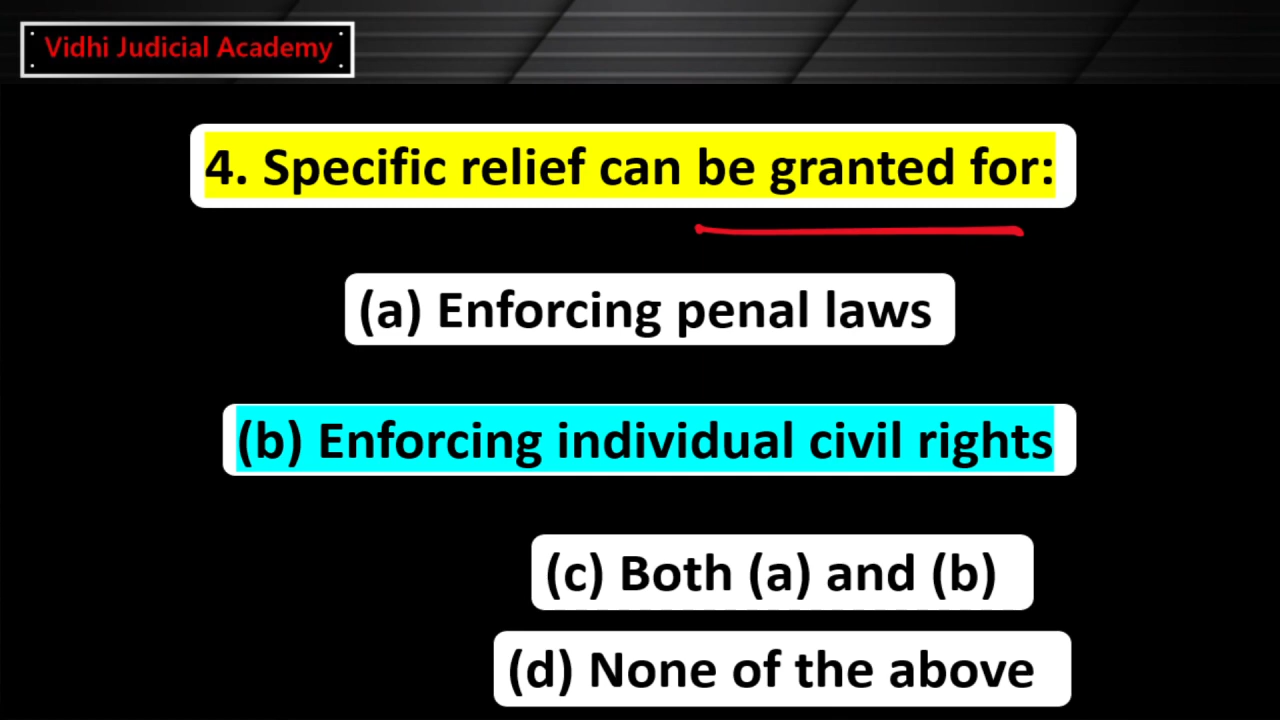 Vidhi Judicial Academy
4. Specific relief can be granted for:
(a) Enforcing penal laws
(b) Enforcing individual civil rights
(c) Both (a) and (b)
(d) None of the above